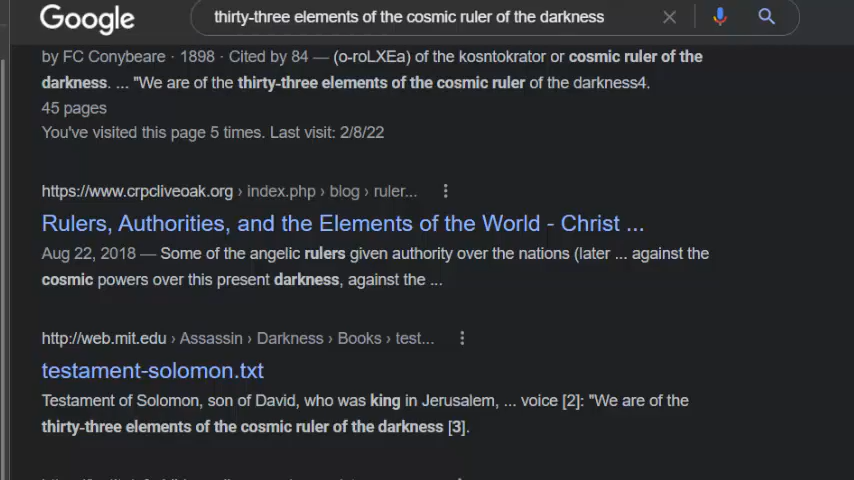 Google
thirty-three elements of the cosmic ruler of the darkness
by FC Conybeare · 1898 · Cited by 84 — (o-roLXEa) of the kosntokrator or cosmic ruler of the
darkness. ... "We are of the thirty-three elements of the cosmic ruler of the darkness4.
45 pages
You've visited this page 5 times. Last visit: 2/8/22
https://www.crpcliveoak.org › index.php › blog › ruler...
Rulers, Authorities, and the Elements of the World - Christ ...
Aug 22, 2018 — Some of the angelic rulers given authority over the nations (later ... against the
cosmic powers over this present darkness, against the ...
http://web.mit.edu › Assassin › Darkness › Books › test...
testament-solomon.txt
Testament of Solomon, son of David, who was king in Jerusalem, ... voice [2]: "We are of the
thirty-three elements of the cosmic ruler of the darkness [3].